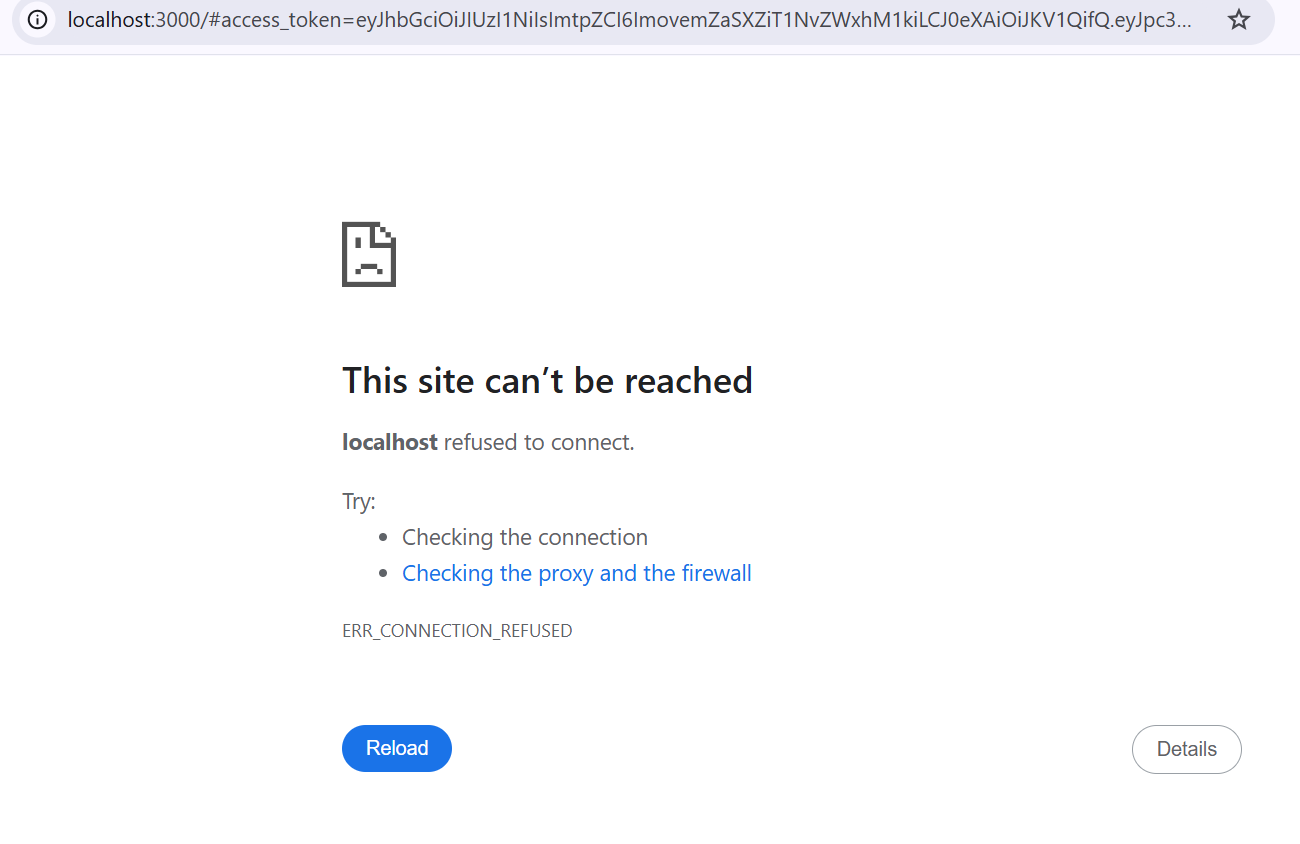 localhost:3000/#access_token=eyJhbGciOiJIUzI1NiIsImtpZCI6ImovemZaSXZiT1NvZWxhM1kiLCJ0eXAiOiJKV1QifQ.eyJpc3...
This site can’t be reached
localhost refused to connect.
Try:
• Checking the connection
• Checking the proxy and the firewall
ERR_CONNECTION_REFUSED
Reload
Details